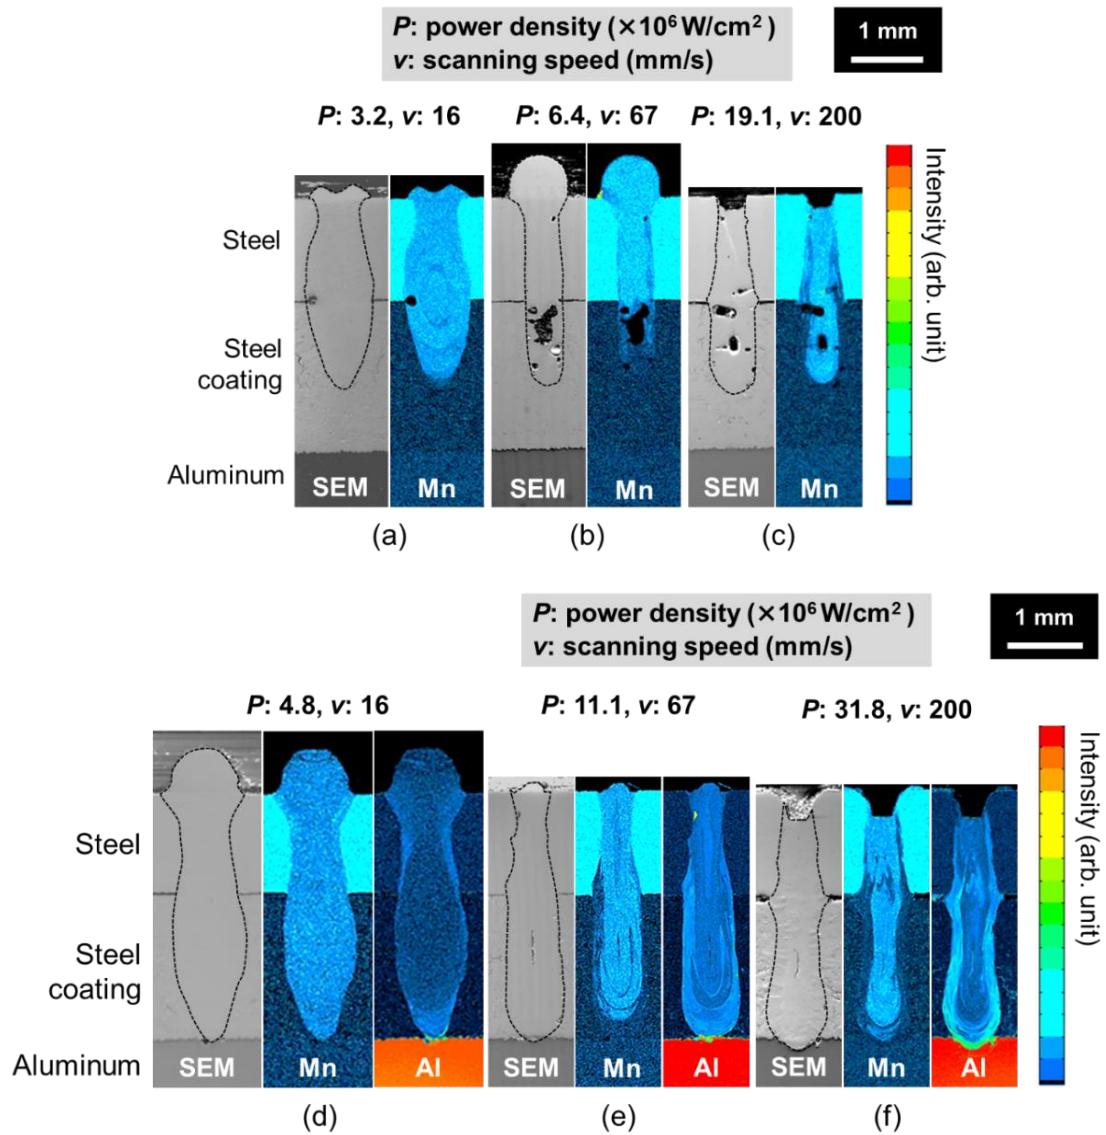 P: power density (×10⁶ W/cm²)
v: scanning speed (mm/s)
1 mm
P: 3.2, v: 16
P: 6.4, v: 67
P: 19.1, v: 200
Steel
Steel
coating
Aluminum
SEM
Mn
SEM
Mn
SEM
Mn
Intensity (arb. unit)
(a)
(b)
(c)
P: power density (×10⁶ W/cm²)
v: scanning speed (mm/s)
1 mm
P: 4.8, v: 16
P: 11.1, v: 67
P: 31.8, v: 200
Steel
Steel
coating
Aluminum
SEM
Mn
Al
SEM
Mn
Al
SEM
Mn
Al
Intensity (arb. unit)
(d)
(e)
(f)